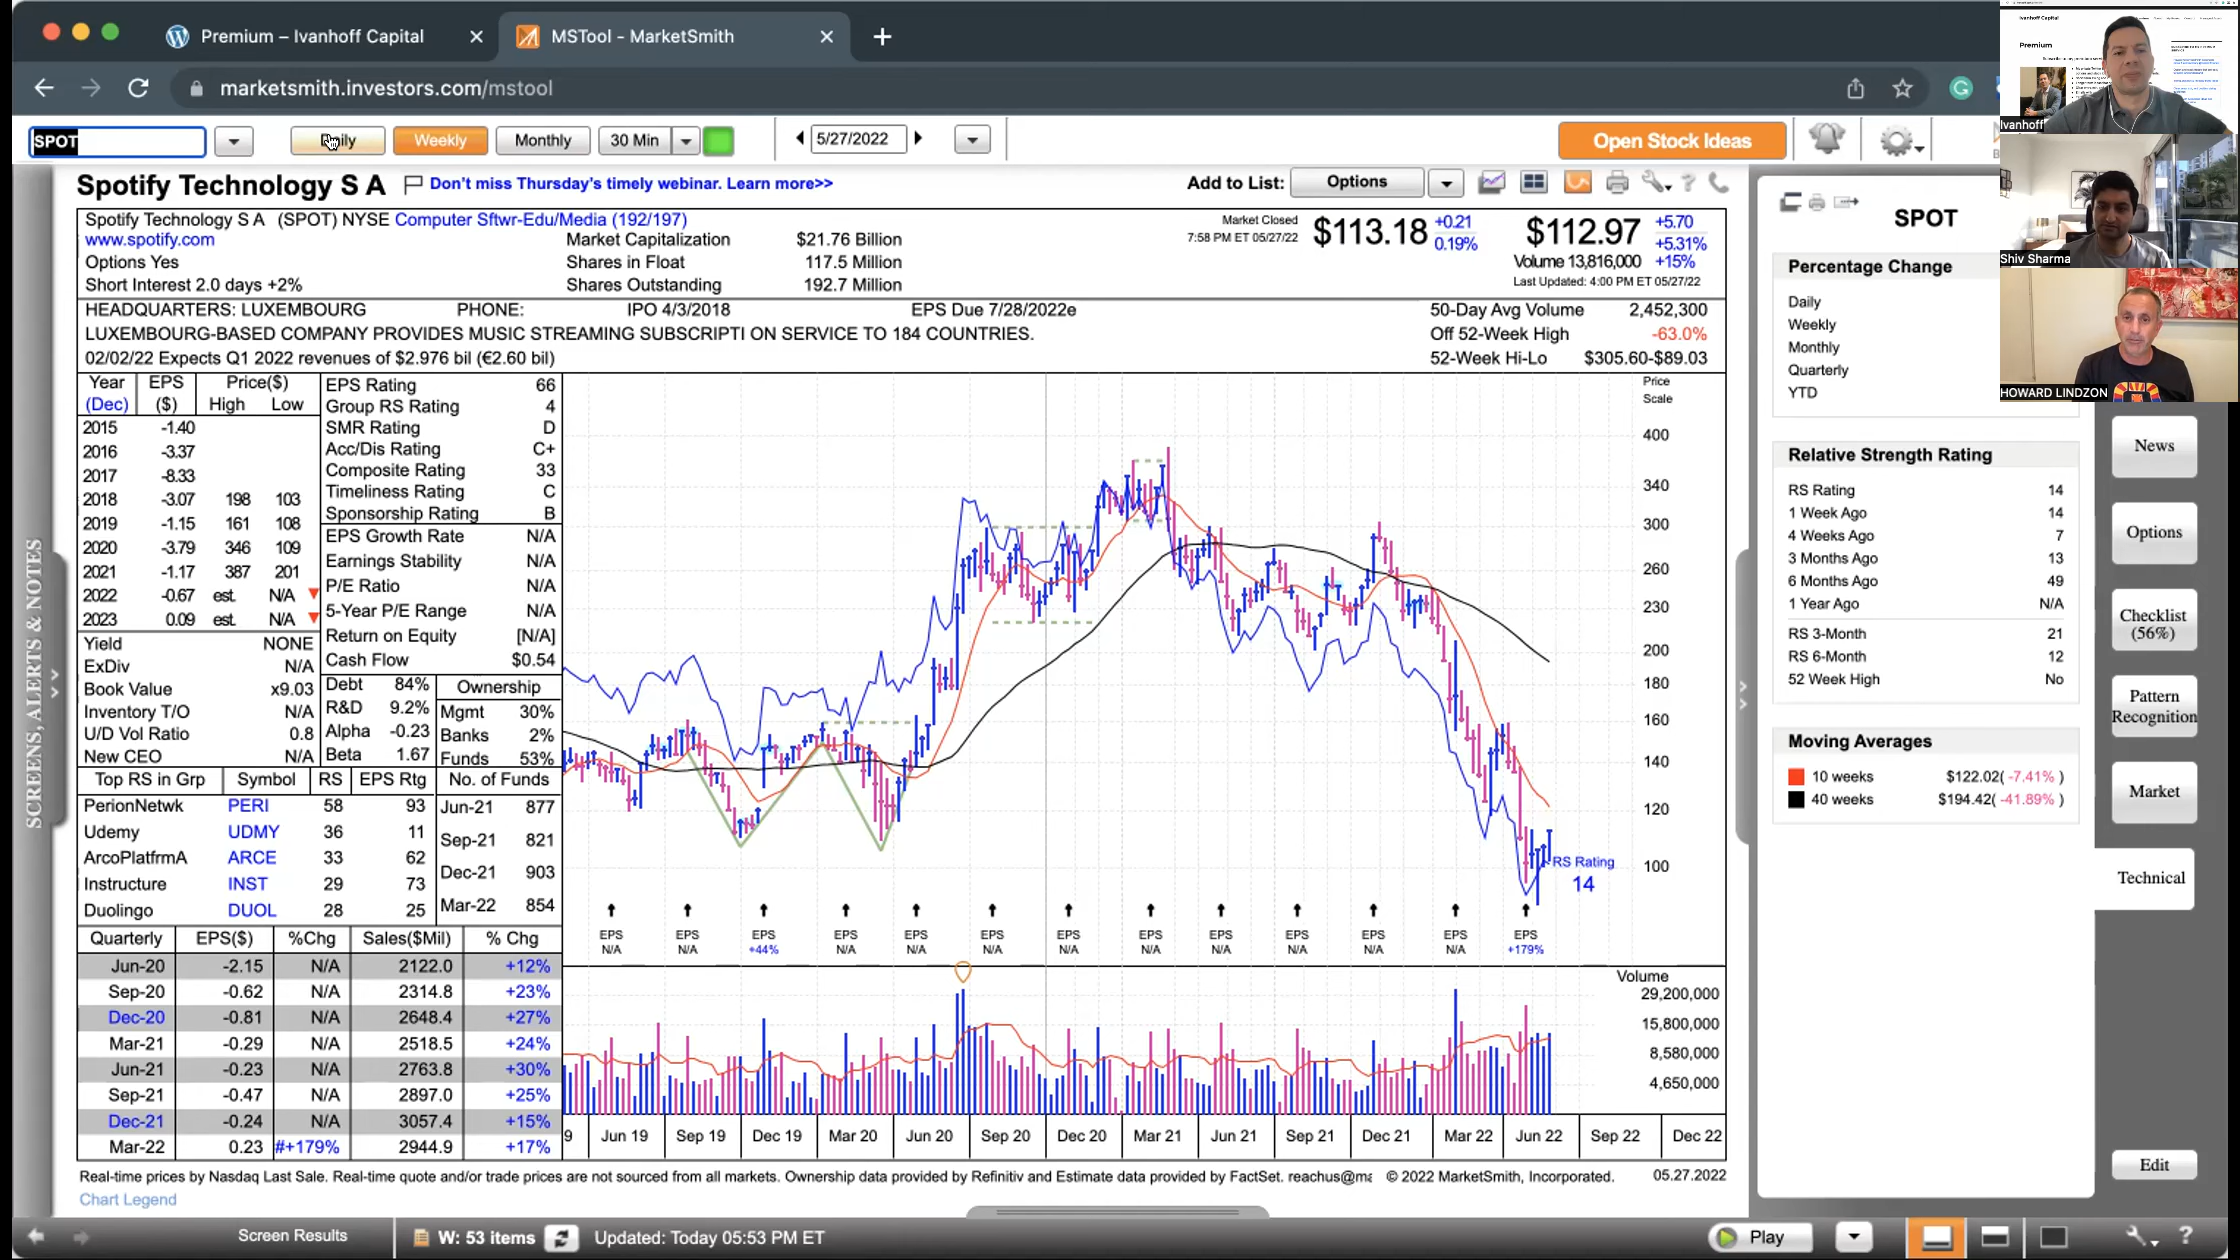 Premium – Ivanhoff Capital
MSTool - MarketSmith
marketsmith.investors.com/mstool
SPOT
Weekly
Monthly
30 Min
5/27/2022
Open Stock Ideas
Spotify Technology S A
Don't miss Thursday's timely webinar. Learn more>>
Add to List:
Options
Spotify Technology S A (SPOT) NYSE Computer Sftwr-Edu/Media (192/197)
www.spotify.com
Options Yes
Short Interest 2.0 days +2%
Market Capitalization $21.76 Billion
Shares in Float 117.5 Million
Shares Outstanding 192.7 Million
Market Closed
7:58 PM ET 05/27/22
$113.18 +0.21
0.19%
$112.97 +5.70
+5.31%
Volume 13,816,000 +15%
Last Updated: 4:00 PM ET 05/27/22
HEADQUARTERS: LUXEMBOURG PHONE: IPO 4/3/2018 EPS Due 7/28/2022e
LUXEMBOURG-BASED COMPANY PROVIDES MUSIC STREAMING SUBSCRIPTI ON SERVICE TO 184 COUNTRIES.
02/02/22 Expects Q1 2022 revenues of $2.976 bil (€2.60 bil)
50-Day Avg Volume 2,452,300
Off 52-Week High -63.0%
52-Week Hi-Lo $305.60-$89.03
Year EPS Price($)
(Dec) ($) High Low
2015 -1.40
2016 -3.37
2017 -8.33
2018 -3.07 198 103
2019 -1.15 161 108
2020 -3.79 346 109
2021 -1.17 387 201
2022 -0.67 est. N/A
2023 0.09 est. N/A
Yield NONE
ExDiv N/A
Book Value x9.03
Inventory T/O N/A
U/D Vol Ratio 0.8
New CEO N/A
EPS Rating 66
Group RS Rating 4
SMR Rating D
Acc/Dis Rating C+
Composite Rating 33
Timeliness Rating C
Sponsorship Rating B
EPS Growth Rate N/A
Earnings Stability N/A
P/E Ratio N/A
5-Year P/E Range N/A
Return on Equity [N/A]
Cash Flow $0.54
Debt 84%
R&D 9.2%
Alpha -0.23
Beta 1.67
Ownership
Mgmt 30%
Banks 2%
Funds 53%
Top RS in Grp Symbol RS EPS Rtg
PerionNetwk PERI 58 93
Udemy UDMY 36 11
ArcoPlatfrmA ARCE 33 62
Instructure INST 29 73
Duolingo DUOL 28 25
No. of Funds
Jun-21 877
Sep-21 821
Dec-21 903
Mar-22 854
Quarterly EPS($) %Chg Sales($Mil) % Chg
Jun-20 -2.15 N/A 2122.0 +12%
Sep-20 -0.62 N/A 2314.8 +23%
Dec-20 -0.81 N/A 2648.4 +27%
Mar-21 -0.29 N/A 2518.5 +24%
Jun-21 -0.23 N/A 2763.8 +30%
Sep-21 -0.47 N/A 2897.0 +25%
Dec-21 -0.24 N/A 3057.4 +15%
Mar-22 0.23 #+179% 2944.9 +17%
Price
Scale
400
340
300
260
230
200
180
160
140
120
100
RS Rating
14
EPS EPS EPS EPS EPS EPS EPS EPS EPS EPS EPS EPS EPS
N/A N/A +44% N/A N/A N/A N/A N/A N/A N/A N/A N/A +179%
Volume
29,200,000
15,800,000
8,580,000
4,650,000
9 Jun 19 Sep 19 Dec 19 Mar 20 Jun 20 Sep 20 Dec 20 Mar 21 Jun 21 Sep 21 Dec 21 Mar 22 Jun 22 Sep 22 Dec 22
Real-time prices by Nasdaq Last Sale. Real-time quote and/or trade prices are not sourced from all markets. Ownership data provided by Refinitiv and Estimate data provided by FactSet. reachus@ma © 2022 MarketSmith, Incorporated. 05.27.2022
Chart Legend
SCREENS, ALERTS & NOTES
SPOT
Percentage Change
Daily
Weekly
Monthly
Quarterly
YTD
Relative Strength Rating
RS Rating 14
1 Week Ago 14
4 Weeks Ago 7
3 Months Ago 13
6 Months Ago 49
1 Year Ago N/A
RS 3-Month 21
RS 6-Month 12
52 Week High No
Moving Averages
10 weeks $122.02( -7.41% )
40 weeks $194.42( -41.89% )
News
Options
Checklist
(56%)
Pattern
Recognition
Market
Technical
Edit
Ivanhoff Capital
Premium
Ivanhoff
Shiv Sharma
HOWARD LINDZON
Screen Results
W: 53 items
Updated: Today 05:53 PM ET
Play